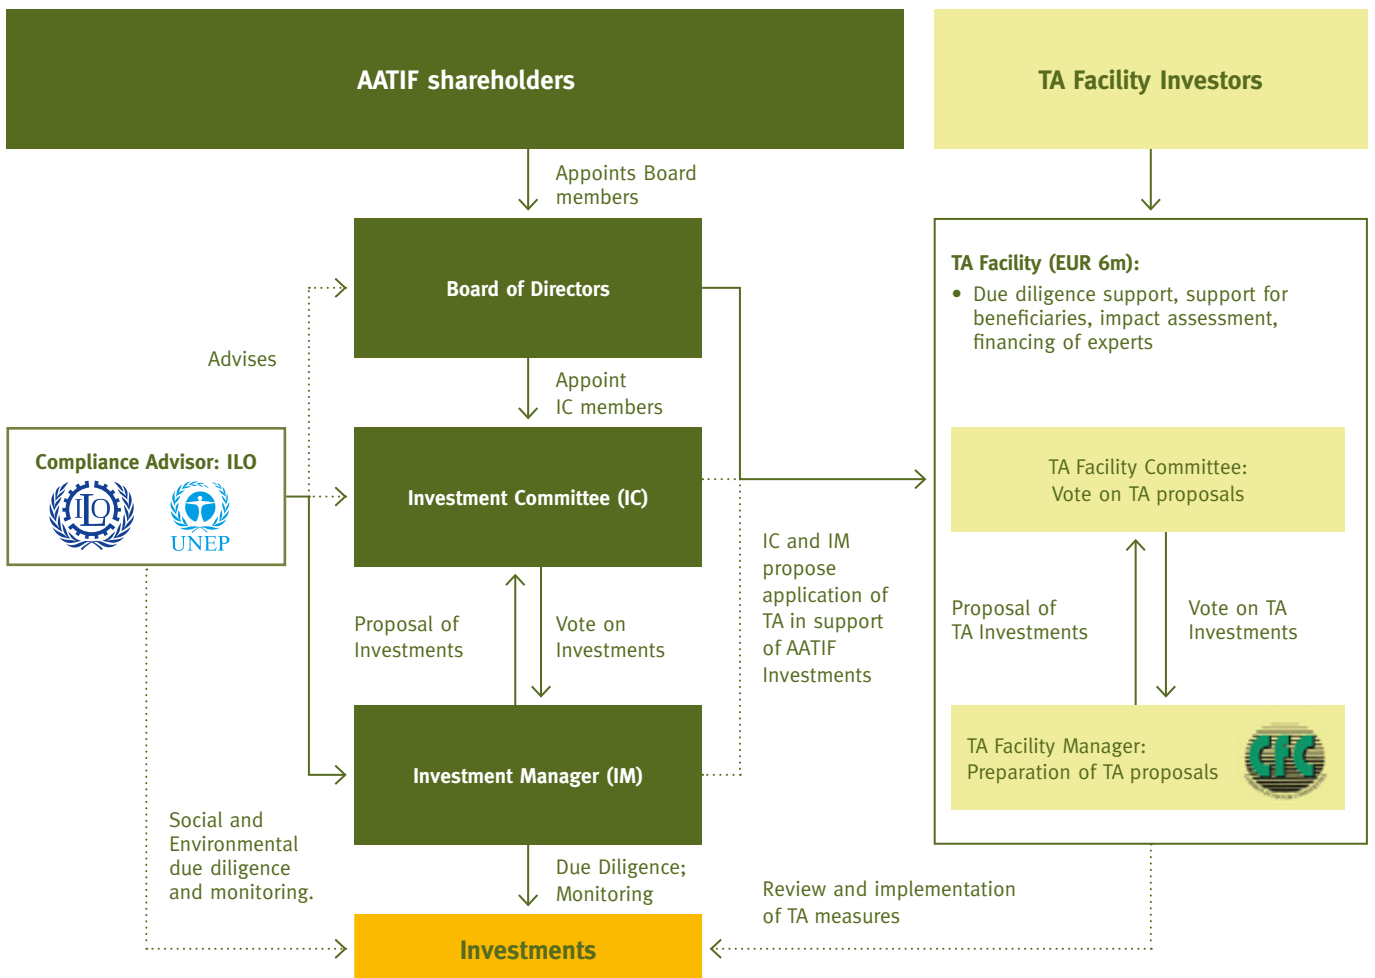 AATIF shareholders
TA Facility Investors
Appoints Board
members
Board of Directors
TA Facility (EUR 6m):
• Due diligence support, support for
beneficiaries, impact assessment,
financing of experts
Advises
Appoint
IC members
Compliance Advisor: ILO
ILO
UNEP
Investment Committee (IC)
TA Facility Committee:
Vote on TA proposals
IC and IM
propose
application of
TA in support
of AATIF
Investments
Proposal of
Investments
Vote on
Investments
Proposal of
TA Investments
Vote on TA
Investments
Investment Manager (IM)
TA Facility Manager:
Preparation of TA proposals
CFC
Social and
Environmental
due diligence
and monitoring.
Due Diligence;
Monitoring
Review and implementation
of TA measures
Investments